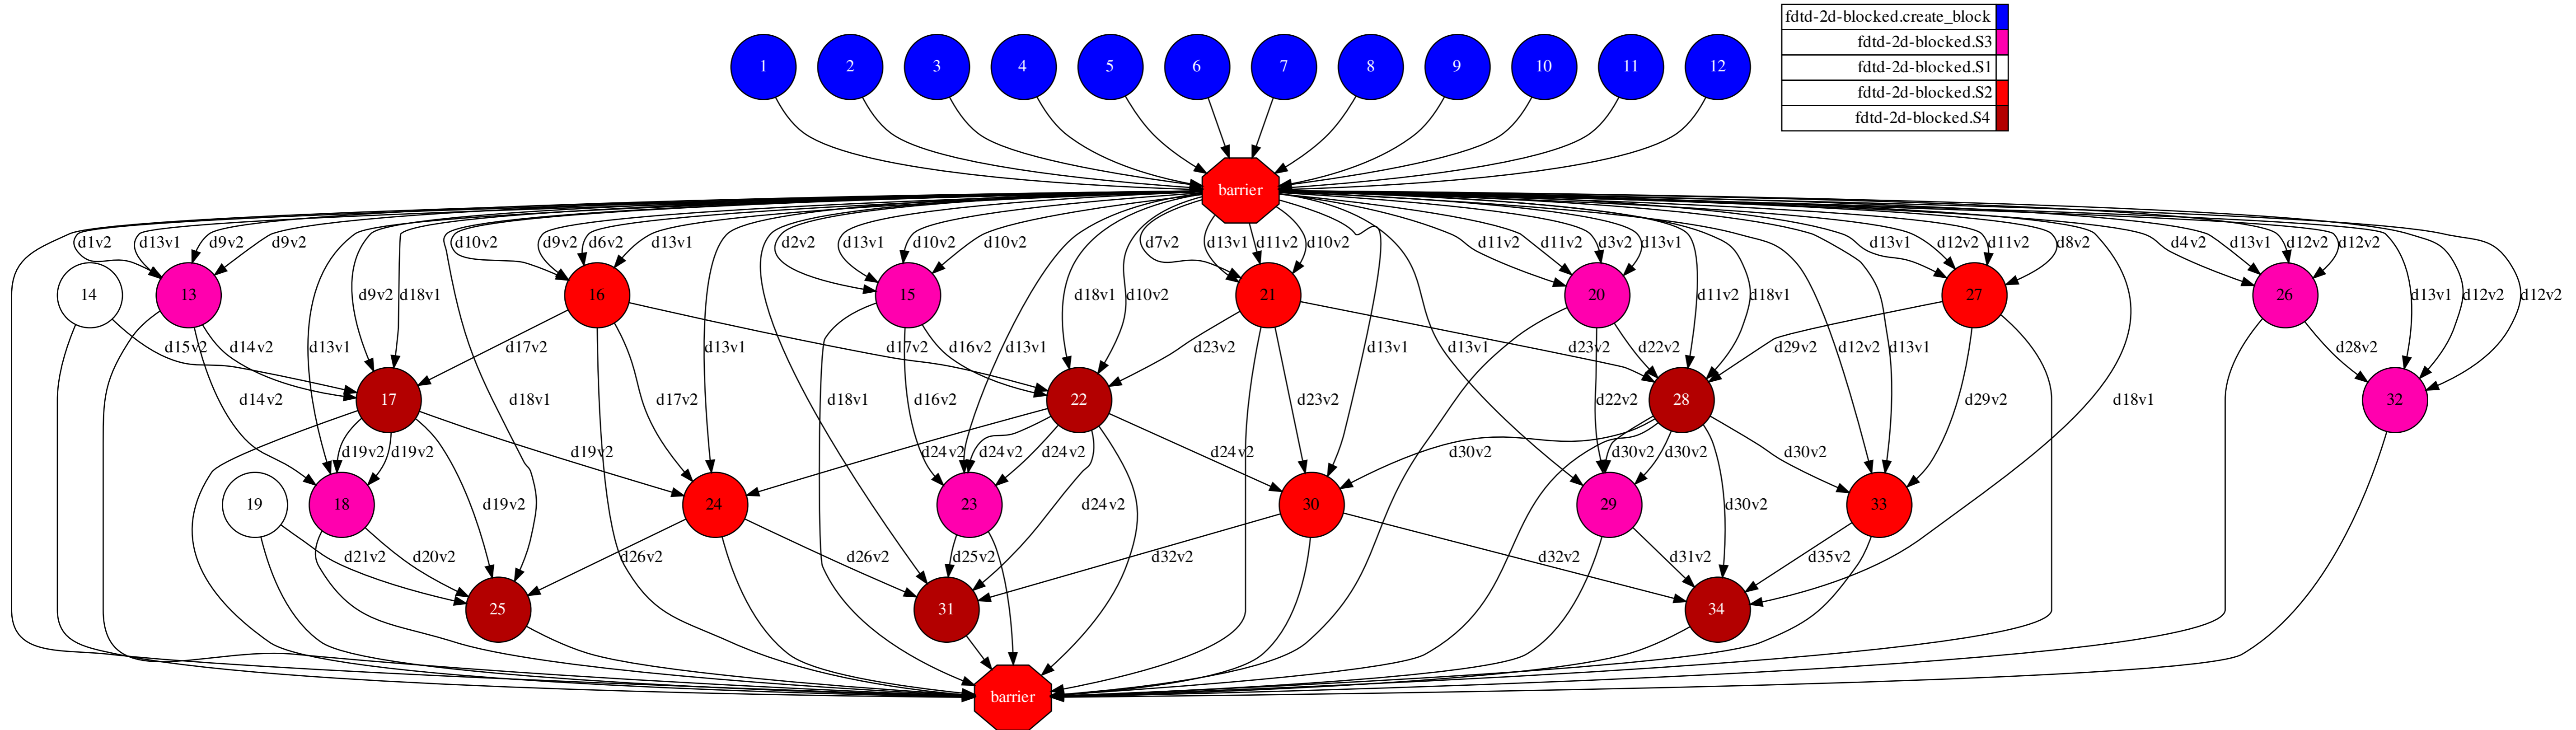 fdtd-2d-blocked.create_block
fdtd-2d-blocked.S3
fdtd-2d-blocked.S1
fdtd-2d-blocked.S2
fdtd-2d-blocked.S4
1 2 3 4 5 6 7 8 9 10 11 12
barrier
d1v2 d13v1 d9v2 d9v2 d10v2 d9v2 d6v2 d13v1 d2v2 d13v1 d10v2 d10v2 d7v2 d13v1 d11v2 d10v2 d11v2 d11v2 d3v2 d13v1 d13v1 d12v2 d11v2 d8v2 d4v2 d13v1 d12v2 d12v2
14 13 d9v2 d18v1 16 15 d18v1 d10v2 21 20 d11v2 d18v1 27 26 d13v1 d12v2 d12v2
d15v2 d14v2 d13v1 d17v2 d13v1 d17v2 d16v2 d13v1 d23v2 d13v1 d13v1 d23v2 d22v2 d29v2 d12v2 d13v1 d28v2
d14v2 17 d18v1 d17v2 d18v1 d16v2 22 d23v2 d22v2 28 d29v2 d18v1 32
d19v2 d19v2 d19v2 d24v2 d24v2 d24v2 d24v2 d30v2 d30v2 d30v2 d30v2
19 18 d19v2 24 23 d24v2 30 29 d30v2 33
d21v2 d20v2 d26v2 d26v2 d25v2 d32v2 d32v2 d31v2 d35v2
25 31 34
barrier